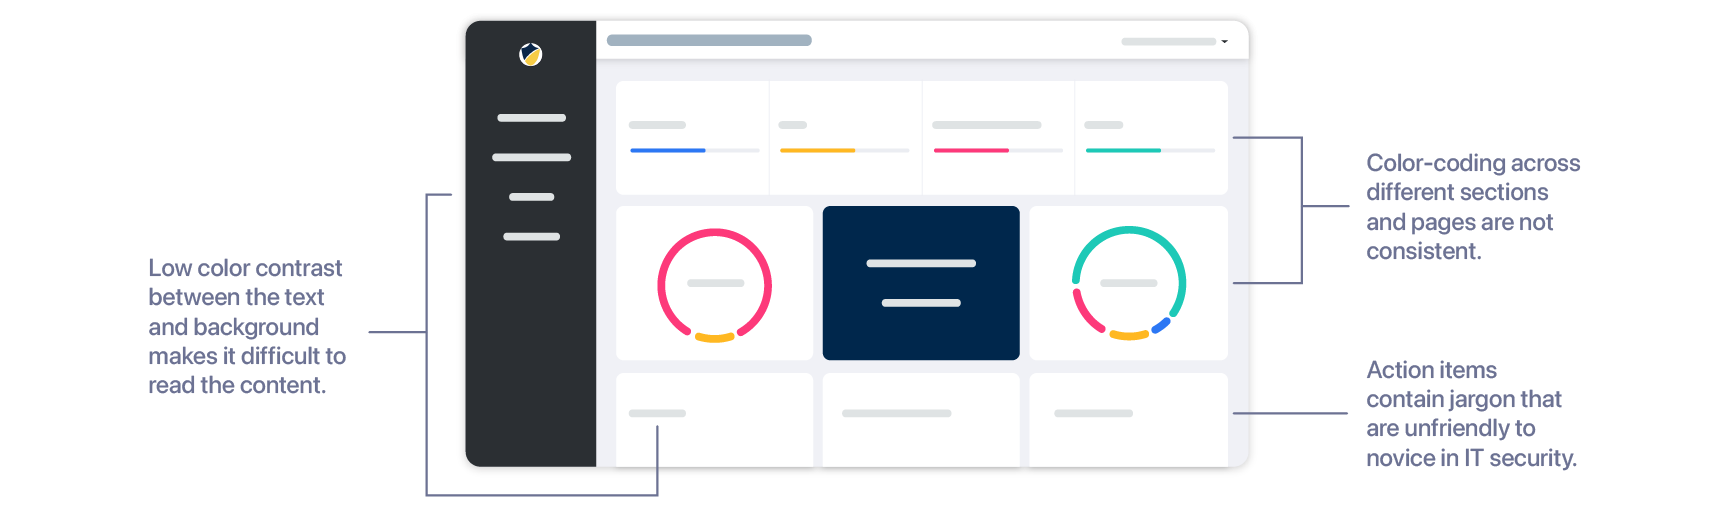 Low color contrast
between the text
and background
makes it difficult to
read the content.
Color-coding across
different sections
and pages are not
consistent.
Action items
contain jargon that
are unfriendly to
novice in IT security.